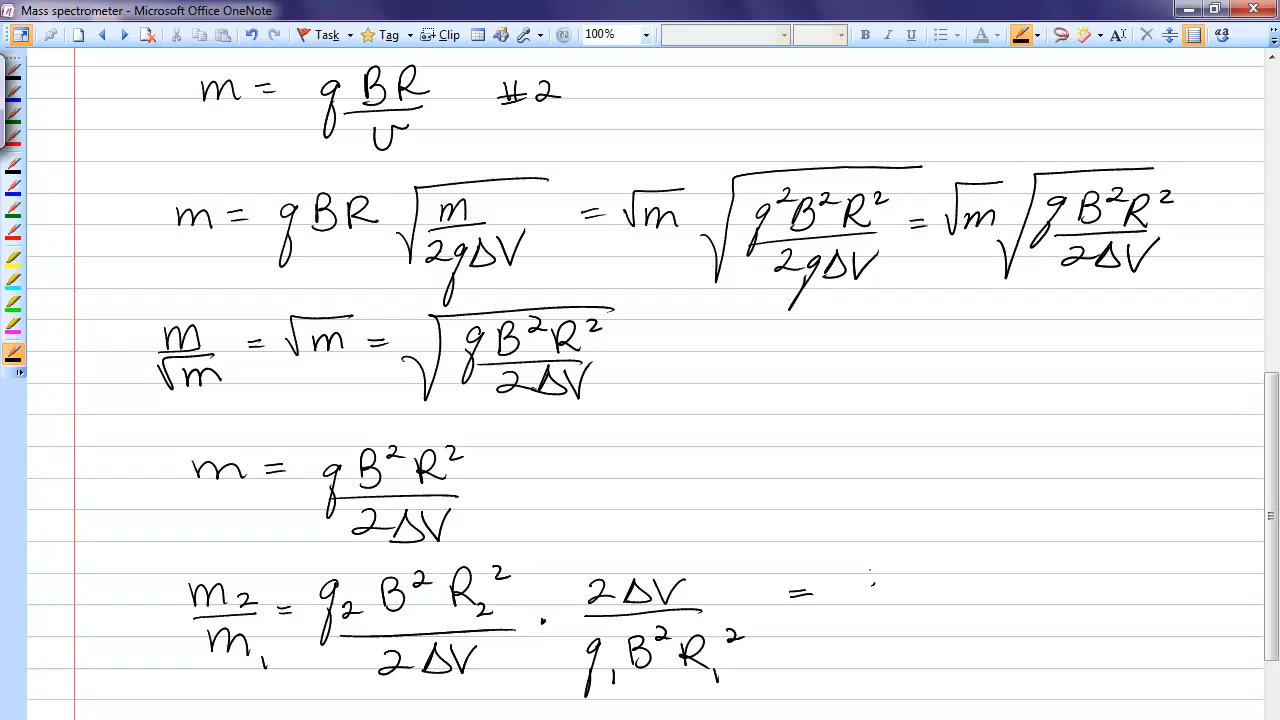 Mass spectrometer - Microsoft Office OneNote
Task Tag Clip 100% B I U A
m = qBR/v #2
m = qBR √(m/2qΔV) = √m √(q²B²R²/2qΔV) = √m √(qB²R²/2ΔV)
m/√m = √m = √(qB²R²/2ΔV)
m = qB²R²/2ΔV
m₂/m₁ = q₂B²R₂²/2ΔV · 2ΔV/q₁B²R₁² =